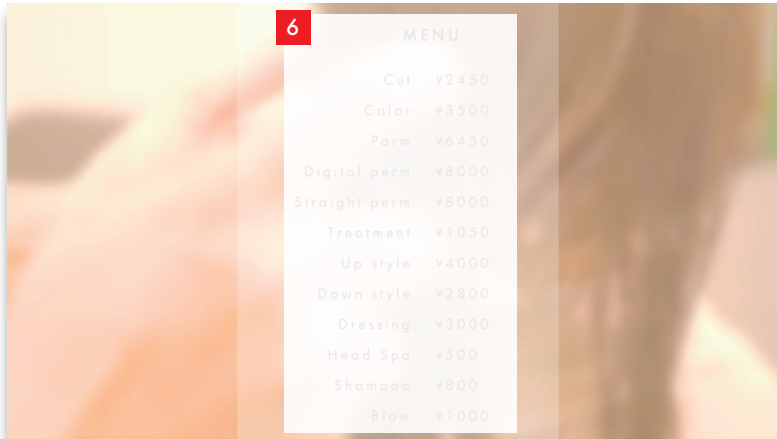 6
MENU
Cut ¥2450
Color ¥3500
Parm ¥6450
Digital perm ¥8000
Straight perm ¥8000
Treatment ¥1050
Up style ¥4000
Down style ¥2800
Dressing ¥3000
Head Spa ¥500
Shampoo ¥800
Blow ¥1000